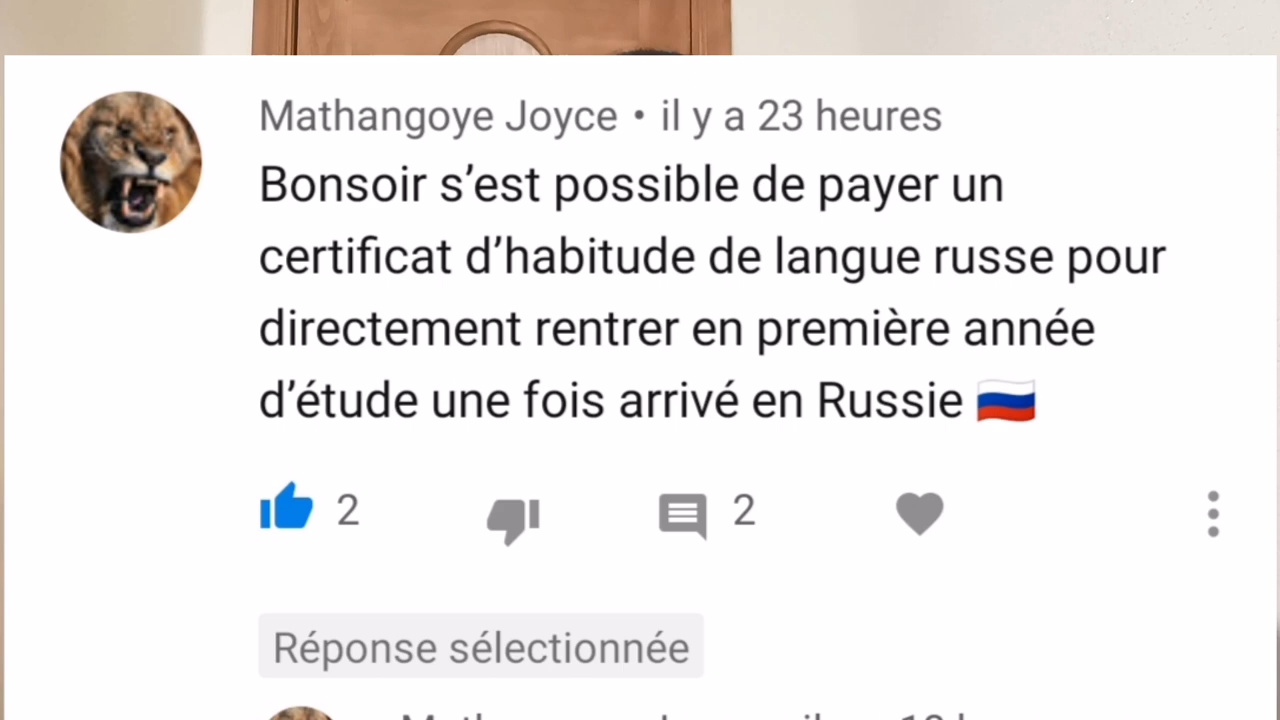 Mathangoye Joyce • il y a 23 heures
Bonsoir s’est possible de payer un
certificat d’habitude de langue russe pour
directement rentrer en première année
d’étude une fois arrivé en Russie 🇷🇺
2
2
Réponse sélectionnée